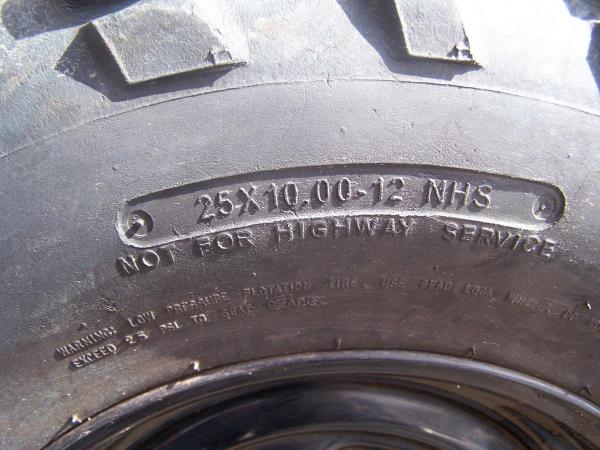 25X10.00-12 NHS
NOT FOR HIGHWAY SERVICE
WARNING: LOW PRESSURE FLOTATION TIRE. USE BEAD LOCK
EXCEED 25 PSI TO SEAT BEADS